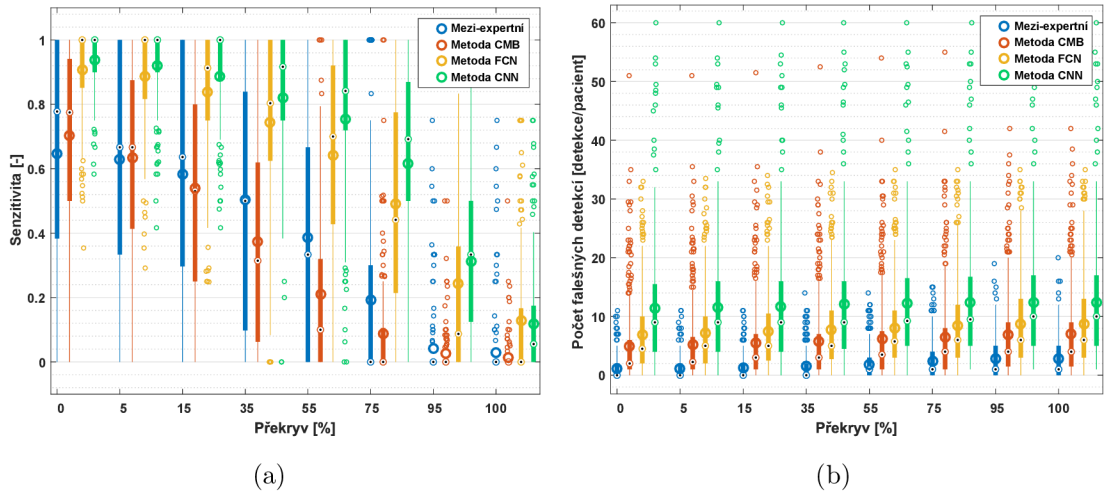 Senzitivita [-]
1
0.8
0.6
0.4
0.2
0
0 5 15 35 55 75 95 100
Překryv [%]
Mezi-expertní
Metoda CMB
Metoda FCN
Metoda CNN
(a)
Počet falešných detekcí [detekce/pacient]
60
50
40
30
20
10
0
0 5 15 35 55 75 95 100
Překryv [%]
Mezi-expertní
Metoda CMB
Metoda FCN
Metoda CNN
(b)